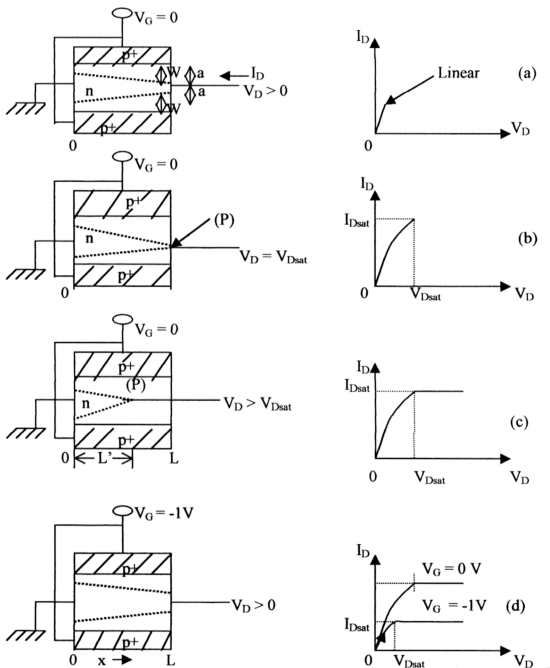 V_G = 0
p+
W
a
I_D
n
W
a
V_D > 0
p+
0
I_D
Linear
(a)
0
V_D
V_G = 0
p+
(P)
n
V_D = V_Dsat
p+
0
I_D
I_Dsat
(b)
0
V_Dsat
V_D
V_G = 0
p+
(P)
n
V_D > V_Dsat
p+
0
L'
L
I_D
I_Dsat
(c)
0
V_Dsat
V_D
V_G = -1V
p+
V_D > 0
p+
0
x
L
I_D
V_G = 0 V
V_G = -1V
(d)
I_Dsat
0
V_Dsat
V_D